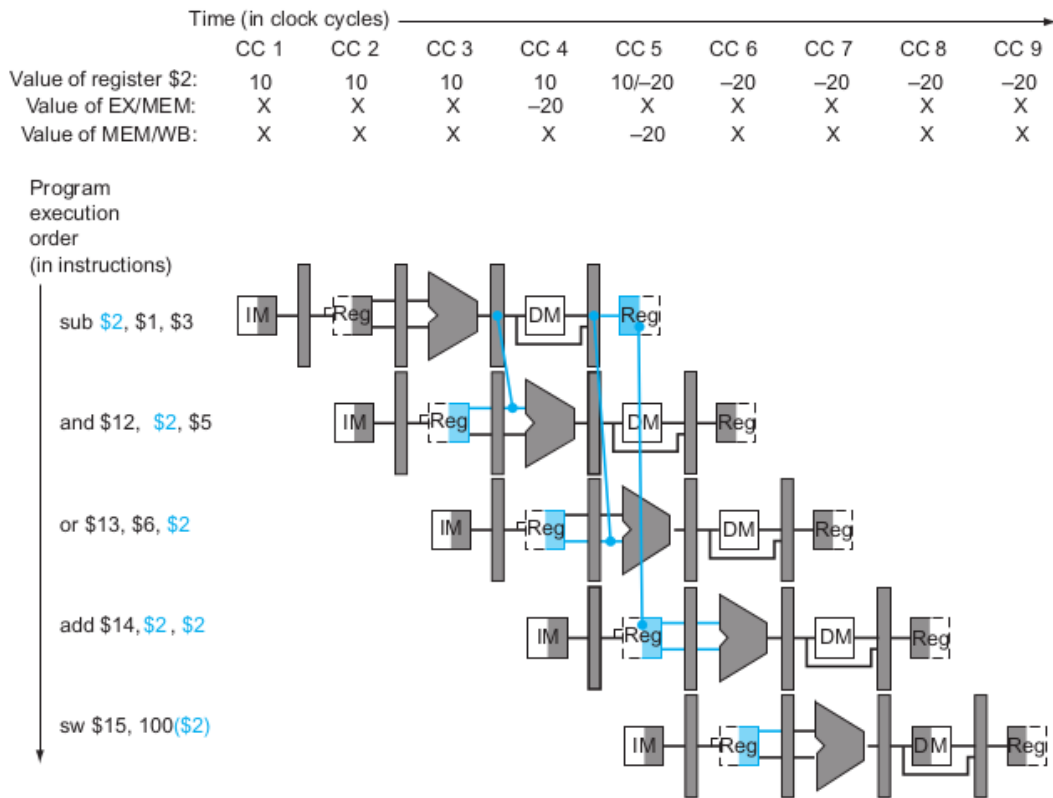 Time (in clock cycles)
CC 1 CC 2 CC 3 CC 4 CC 5 CC 6 CC 7 CC 8 CC 9
Value of register $2: 10 10 10 10 10/–20 –20 –20 –20 –20
Value of EX/MEM: X X X –20 X X X X X
Value of MEM/WB: X X X X –20 X X X X
Program
execution
order
(in instructions)
sub $2, $1, $3 IM Reg DM Reg
and $12, $2, $5 IM Reg DM Reg
or $13, $6, $2 IM Reg DM Reg
add $14, $2 , $2 IM Reg DM Reg
sw $15, 100($2) IM Reg DM Reg